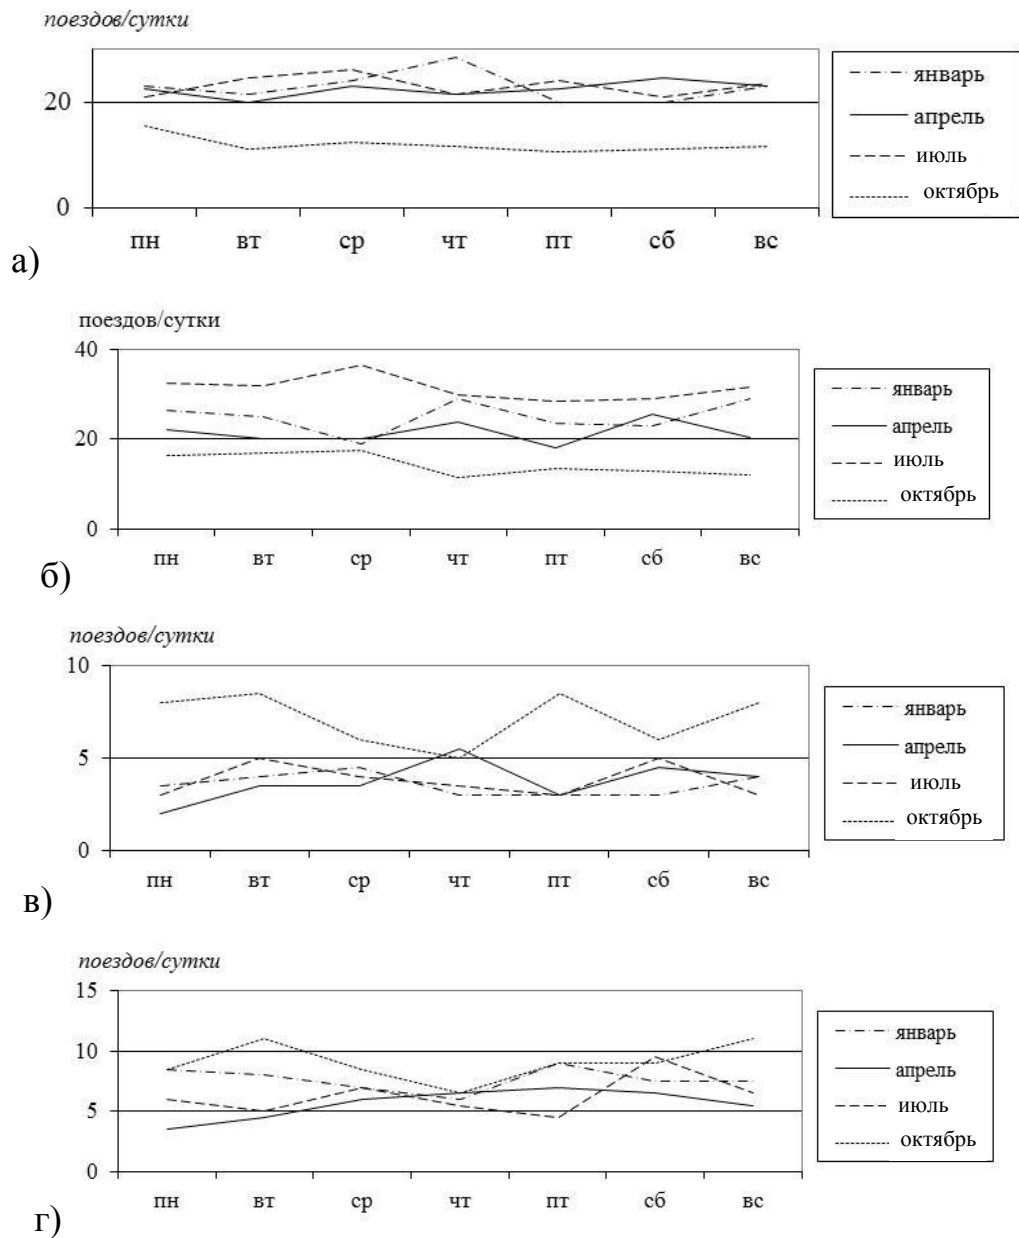 поездов/сутки
20
0
пн вт ср чт пт сб вс
январь
апрель
июль
октябрь
а)
поездов/сутки
40
20
0
пн вт ср чт пт сб вс
январь
апрель
июль
октябрь
б)
поездов/сутки
10
5
0
пн вт ср чт пт сб вс
январь
апрель
июль
октябрь
в)
поездов/сутки
15
10
5
0
пн вт ср чт пт сб вс
январь
апрель
июль
октябрь
г)